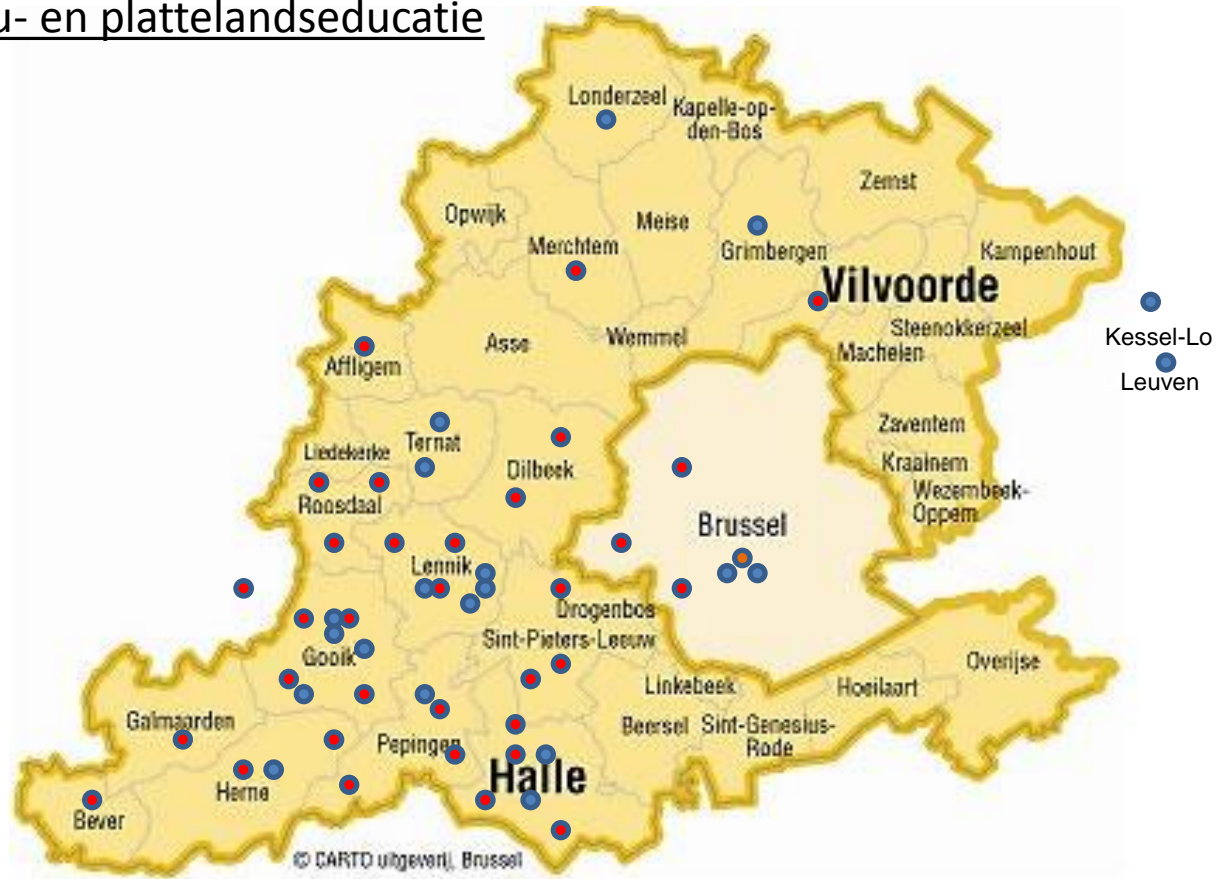 u- en plattelandseducatie
Londerzeel
Kapelle-op-
den-Bos
Zemst
Opwijk
Meise
Merchtem
Grimbergen
Kampenhout
Vilvoorde
Steenokkerzeel
Kessel-Lo
Asse
Wemmel
Machelen
Affligem
Leuven
Zaventem
Ternat
Liedekerke
Dilbeek
Kraainem
Roosdaal
Wezembeek-
Oppem
Brussel
Lennik
Drogenbos
Sint-Pieters-Leeuw
Gooik
Overijse
Linkebeek
Hoeilaart
Galmaarden
Beersel
Sint-Genesius-
Rode
Pepingen
Halle
Herne
Bever
© CARTO uitgeverij, Brussel